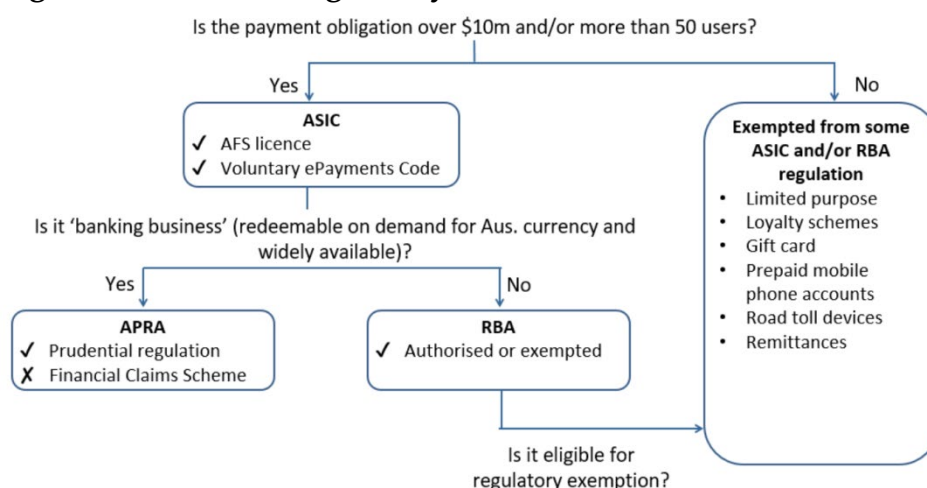 Is the payment obligation over $10m and/or more than 50 users?
Yes
No
ASIC
✓ AFS licence
✓ Voluntary ePayments Code
Exempted from some
ASIC and/or RBA
regulation
• Limited purpose
• Loyalty schemes
• Gift card
• Prepaid mobile
phone accounts
• Road toll devices
• Remittances
Is it ‘banking business’ (redeemable on demand for Aus. currency and
widely available)?
Yes
No
APRA
✓ Prudential regulation
✗ Financial Claims Scheme
RBA
✓ Authorised or exempted
Is it eligible for
regulatory exemption?